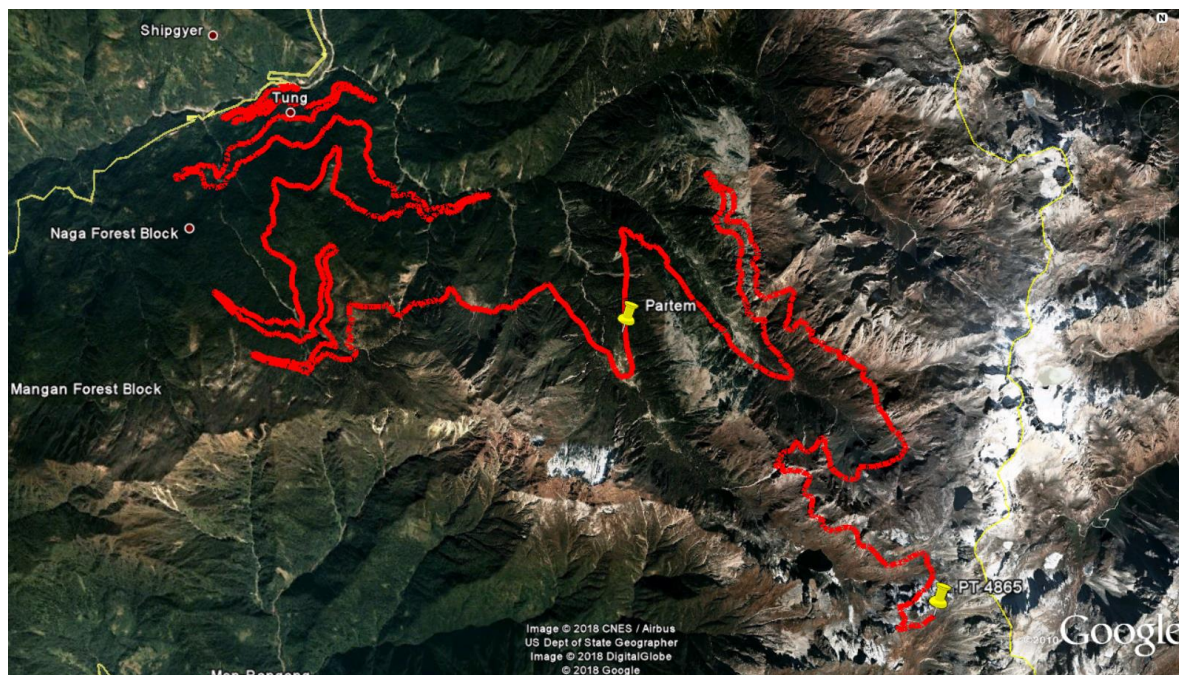 N
Shipgyer
Tung
Naga Forest Block
Partem
Mangan Forest Block
PT 4865
Image © 2018 CNES / Airbus
US Dept of State Geographer
Image © 2018 DigitalGlobe
© 2018 Google
© 2010
Google